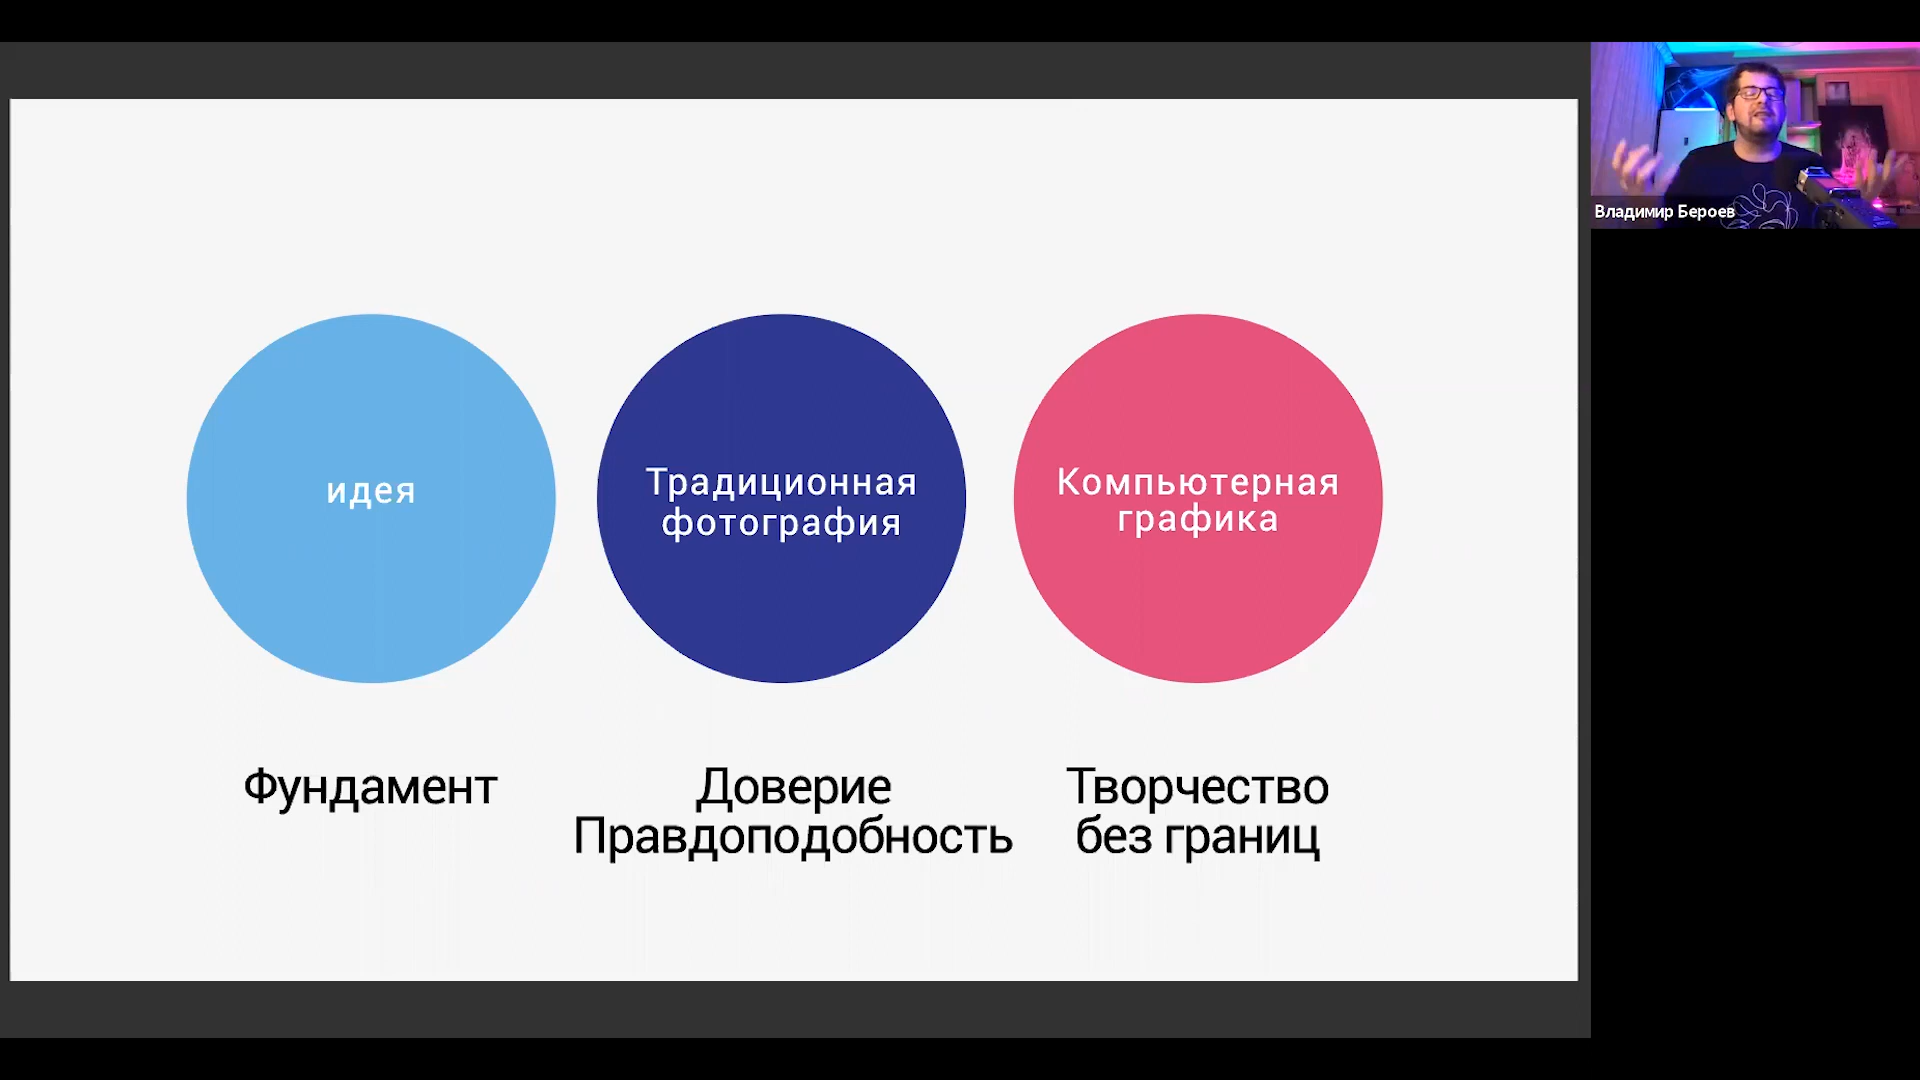 идея
Традиционная
фотография
Компьютерная
графика
Фундамент
Доверие
Правдоподобность
Творчество
без границ
Владимир Бероев